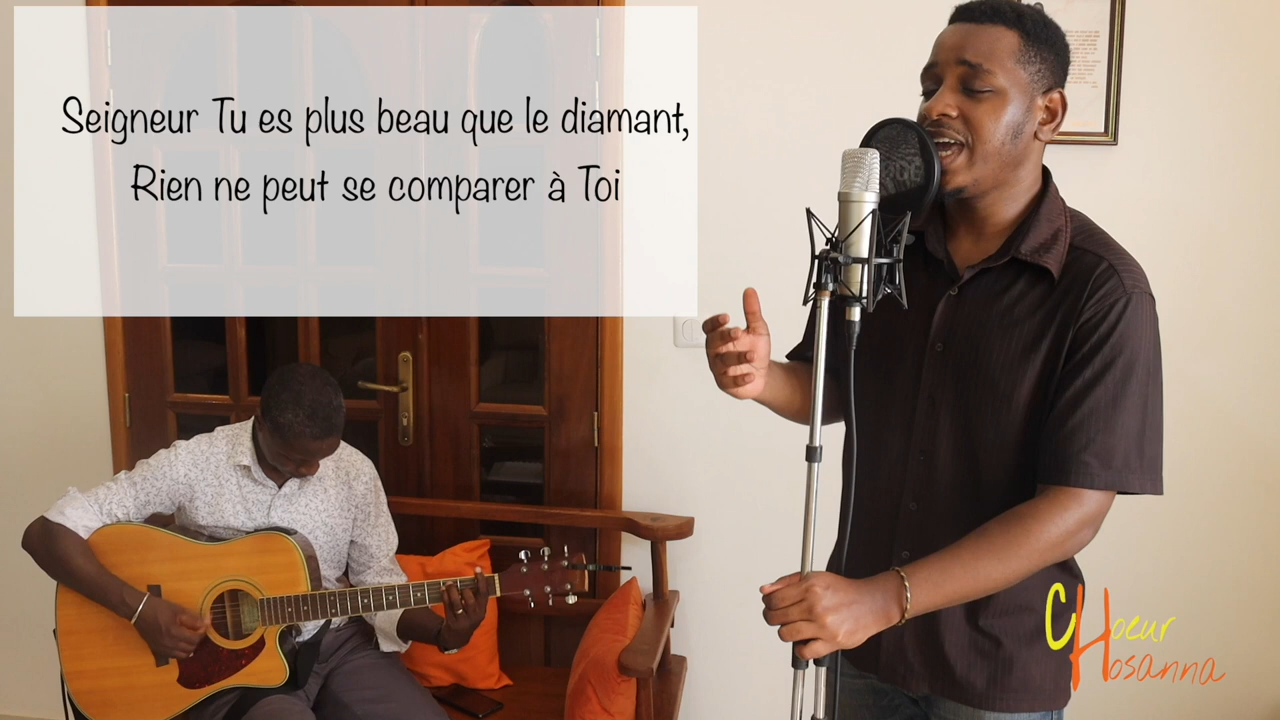 Seigneur Tu es plus beau que le diamant,
Rien ne peut se comparer à Toi
Choeur
Hosanna